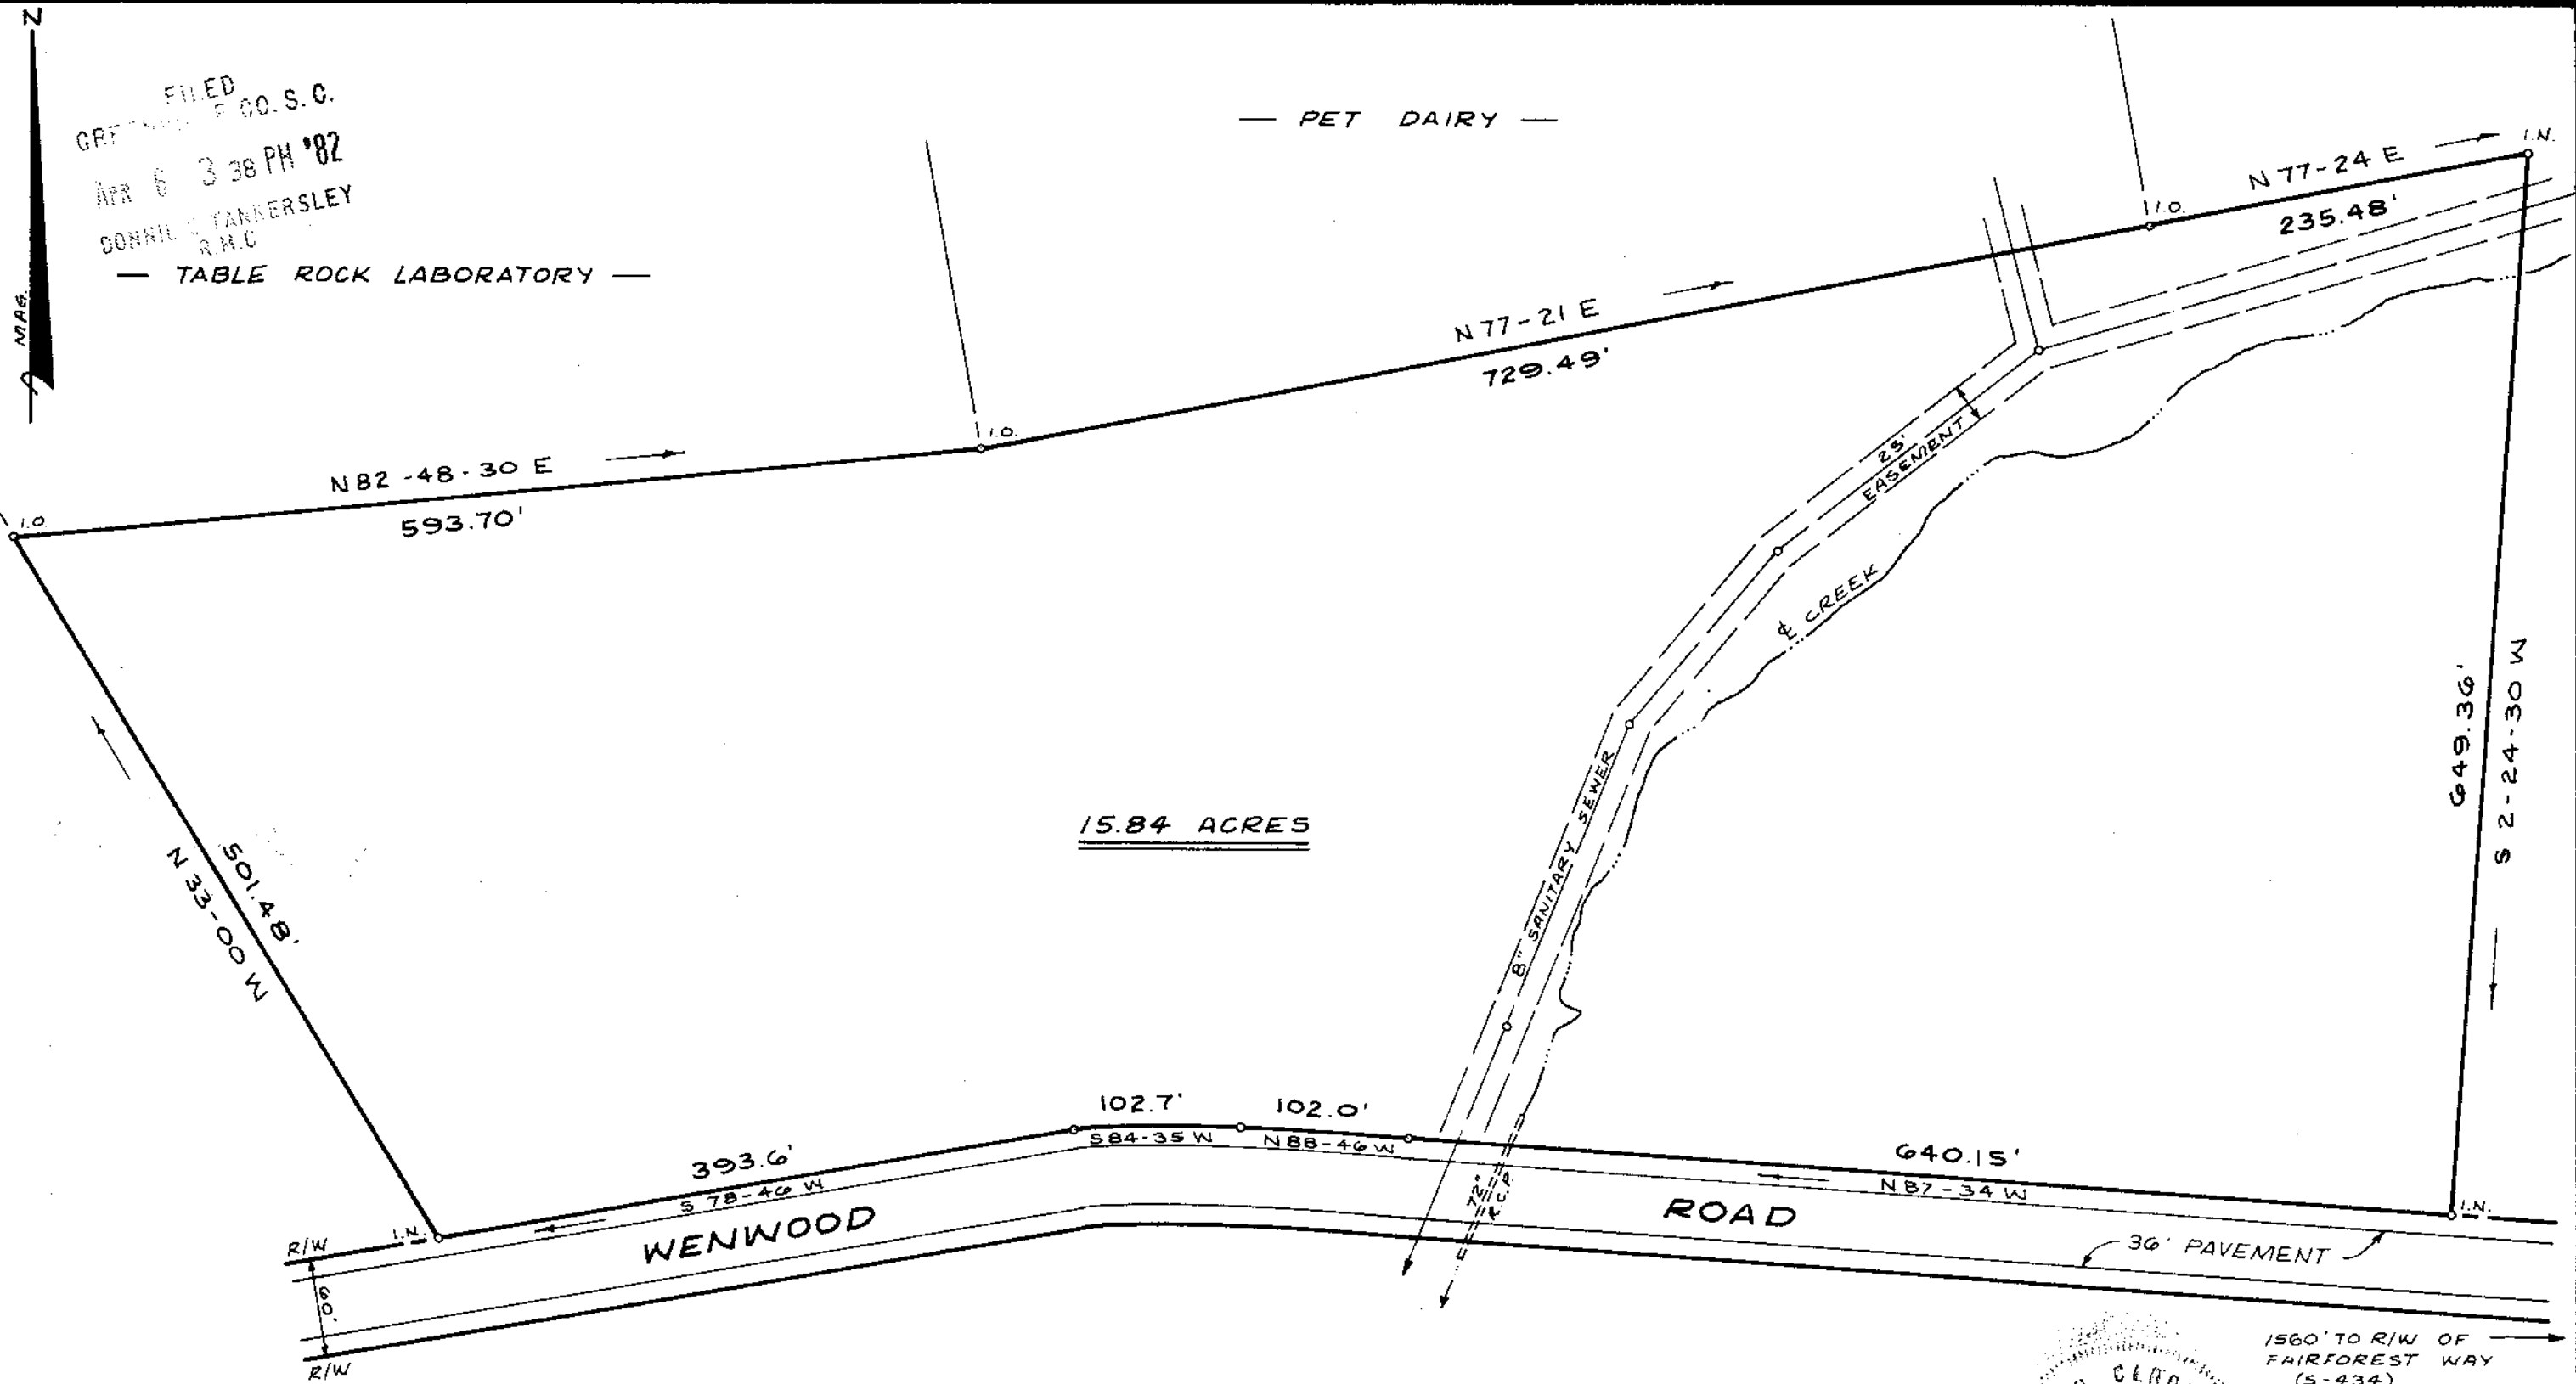 N
MAG.
FILED
CO. S. C.
APR 6 3 38 PM '82
TANKERSLEY
R.M.C
— TABLE ROCK LABORATORY —
— PET DAIRY —
I.N.
N 77-24 E
235.48'
I.O.
N 77-21 E
729.49'
I.O.
N 82-48-30 E
593.70'
I.O.
25'
EASEMENT
℄ CREEK
649.36'
S 2-24-30 W
501.48'
N 33-00 W
15.84 ACRES
8" SANITARY SEWER
102.7'
S 84-35 W
102.0'
N 88-46 W
393.6'
S 78-46 W
640.15'
N 87-34 W
72"
R.C.P.
I.N.
I.N.
R/W
WENWOOD ROAD
36' PAVEMENT
60'
R/W
1560' TO R/W OF
FAIRFOREST WAY
(S-434)